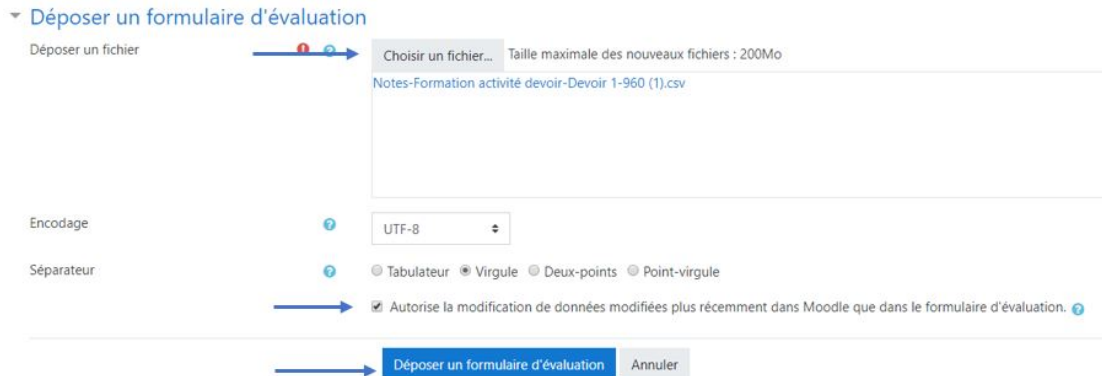 Déposer un formulaire d'évaluation
Déposer un fichier
Choisir un fichier... Taille maximale des nouveaux fichiers : 200Mo
Notes-Formation activité devoir-Devoir 1-960 (1).csv
Encodage
UTF-8
Séparateur
Tabulateur Virgule Deux-points Point-virgule
Autorise la modification de données modifiées plus récemment dans Moodle que dans le formulaire d'évaluation.
Déposer un formulaire d'évaluation Annuler